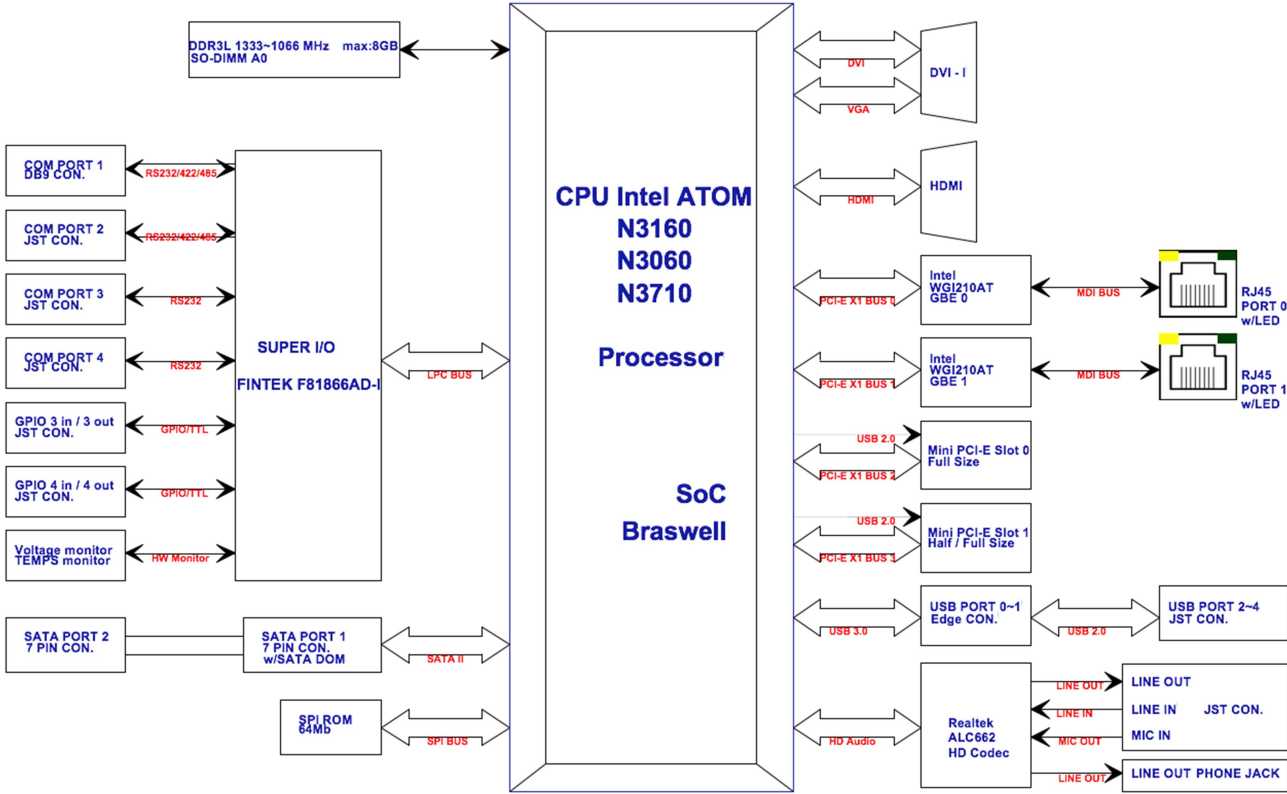 DDR3L 1333~1066 MHz max:8GB
SO-DIMM A0
COM PORT 1
DB9 CON.
RS232/422/485
COM PORT 2
JST CON.
RS232/422/485
COM PORT 3
JST CON.
RS232
COM PORT 4
JST CON.
RS232
GPIO 3 in / 3 out
JST CON.
GPIO/TTL
GPIO 4 in / 4 out
JST CON.
GPIO/TTL
Voltage monitor
TEMPS monitor
HW Monitor
SUPER I/O
FINTEK F81866AD-I
LPC BUS
SATA PORT 2
7 PIN CON.
SATA PORT 1
7 PIN CON.
w/SATA DOM
SATA II
SPI ROM
64Mb
SPI BUS
CPU Intel ATOM
N3160
N3060
N3710
Processor
SoC
Braswell
DVI
VGA
DVI - I
HDMI
HDMI
PCI-E X1 BUS 0
Intel
WGI210AT
GBE 0
MDI BUS
RJ45
PORT 0
w/LED
PCI-E X1 BUS 1
Intel
WGI210AT
GBE 1
MDI BUS
RJ45
PORT 1
w/LED
USB 2.0
PCI-E X1 BUS 2
Mini PCI-E Slot 0
Full Size
USB 2.0
PCI-E X1 BUS 3
Mini PCI-E Slot 1
Half / Full Size
USB 3.0
USB PORT 0~1
Edge CON.
USB 2.0
USB PORT 2~4
JST CON.
HD Audio
Realtek
ALC662
HD Codec
LINE OUT
LINE IN
MIC OUT
LINE OUT
LINE OUT
LINE IN JST CON.
MIC IN
LINE OUT PHONE JACK